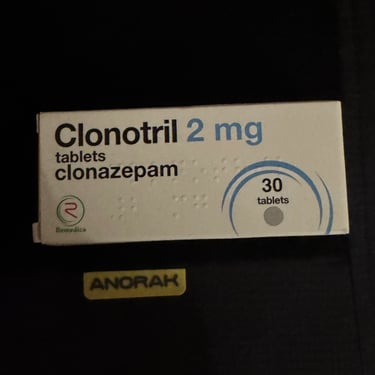 Clonotril 2 mg
tablets
clonazepam
30
tablets
Remedica
ANORAK